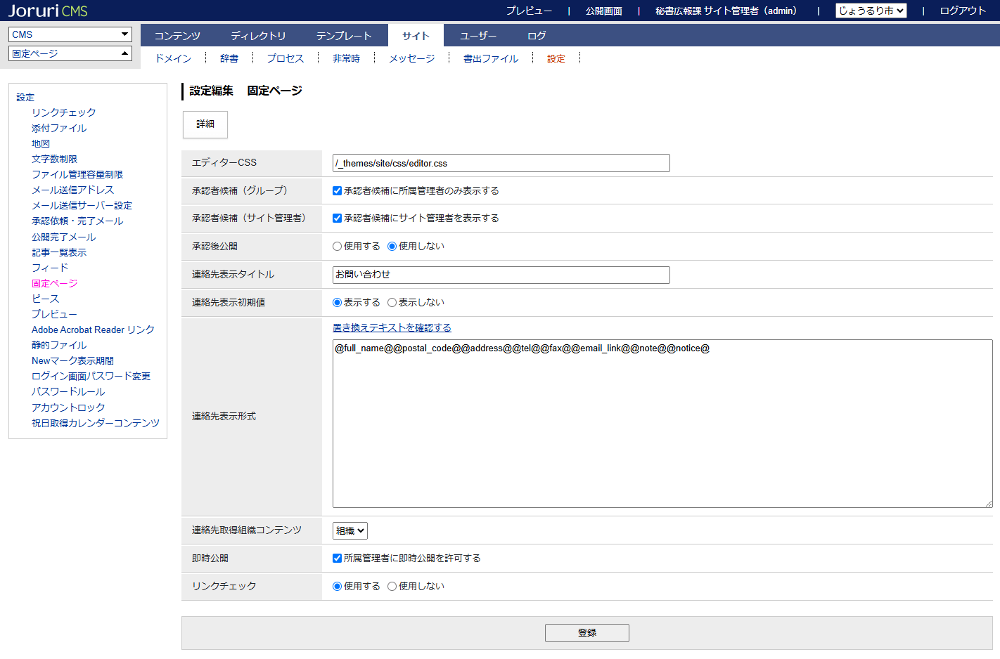 Joruri CMS
プレビュー | 公開画面 | 秘書広報課 サイト管理者（admin） | じょうるり市 | ログアウト
CMS
固定ページ
コンテンツ ディレクトリ テンプレート サイト ユーザー ログ
ドメイン 辞書 プロセス 非常時 メッセージ 書出ファイル 設定
設定
リンクチェック
添付ファイル
地図
文字数制限
ファイル管理容量制限
メール送信アドレス
メール送信サーバー設定
承認依頼・完了メール
公開完了メール
記事一覧表示
フィード
固定ページ
ピース
プレビュー
Adobe Acrobat Reader リンク
静的ファイル
Newマーク表示期間
ログイン画面パスワード変更
パスワードルール
アカウントロック
祝日取得カレンダーコンテンツ
設定編集 固定ページ
詳細
エディターCSS /_themes/site/css/editor.css
承認者候補（グループ） 承認者候補に所属管理者のみ表示する
承認者候補（サイト管理者） 承認者候補にサイト管理者を表示する
承認後公開 使用する 使用しない
連絡先表示タイトル お問い合わせ
連絡先表示初期値 表示する 表示しない
置き換えテキストを確認する
@full_name@@postal_code@@address@@tel@@fax@@email_link@@note@@notice@
連絡先表示形式
連絡先取得組織コンテンツ 組織
即時公開 所属管理者に即時公開を許可する
リンクチェック 使用する 使用しない
登録